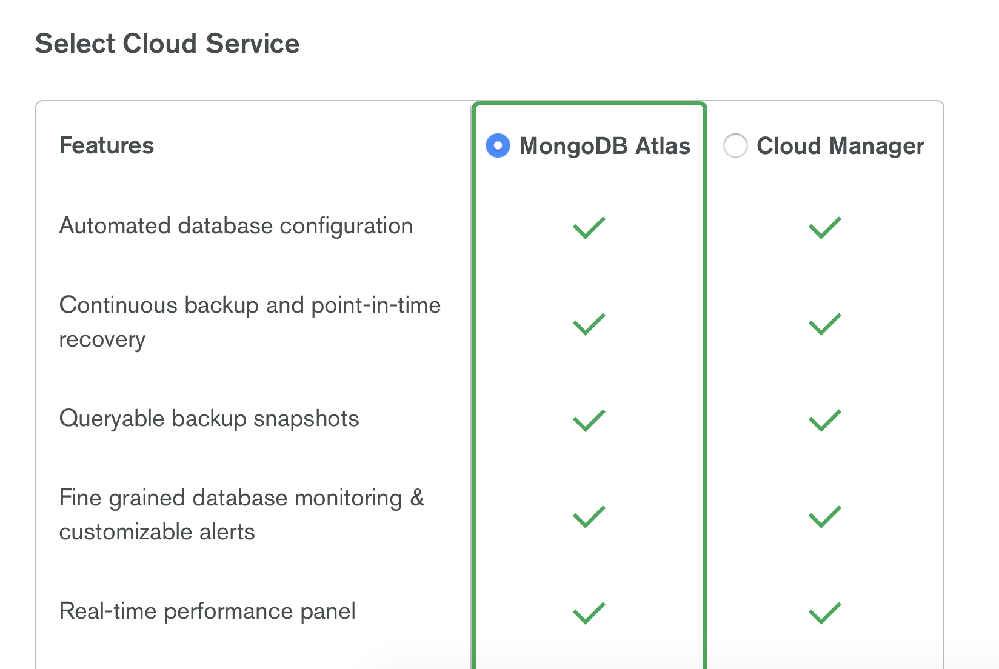 Select Cloud Service
Features
MongoDB Atlas
Cloud Manager
Automated database configuration
Continuous backup and point-in-time
recovery
Queryable backup snapshots
Fine grained database monitoring &
customizable alerts
Real-time performance panel